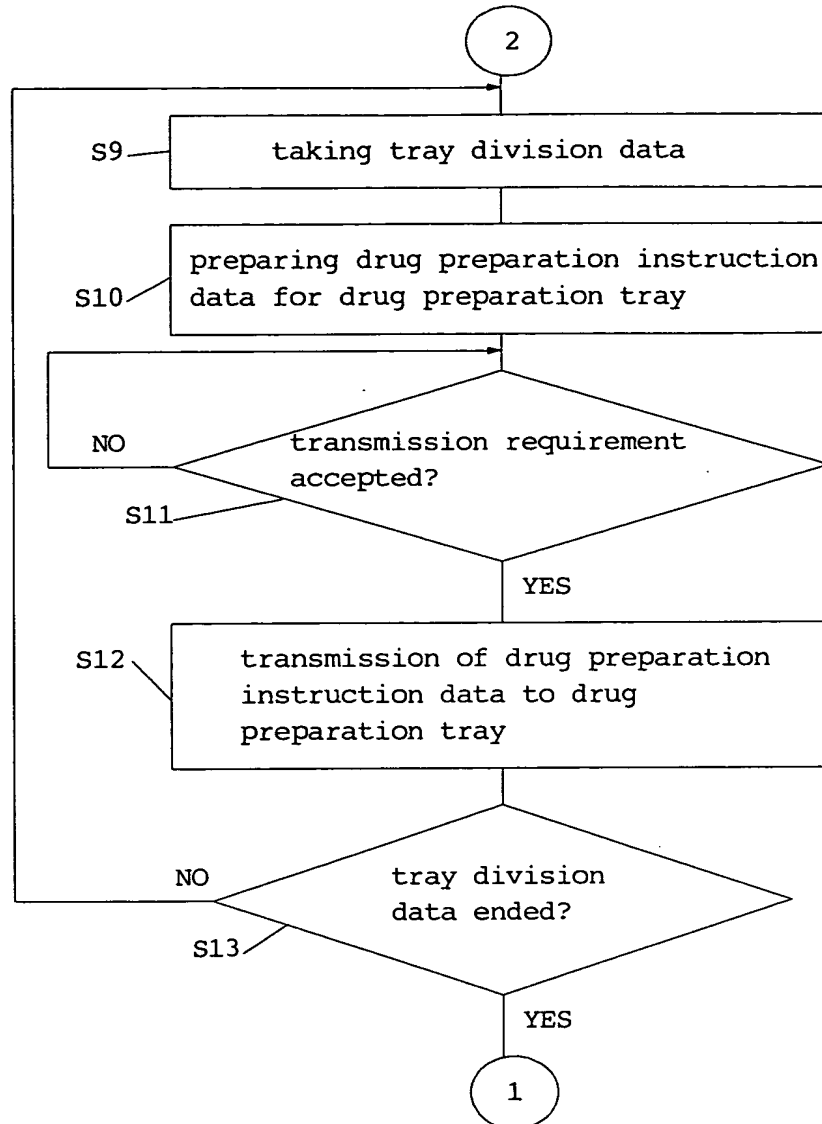 2
S9
taking tray division data
preparing drug preparation instruction
S10
data for drug preparation tray
NO
transmission requirement
accepted?
S11
YES
S12
transmission of drug preparation
instruction data to drug
preparation tray
NO
tray division
data ended?
S13
YES
1